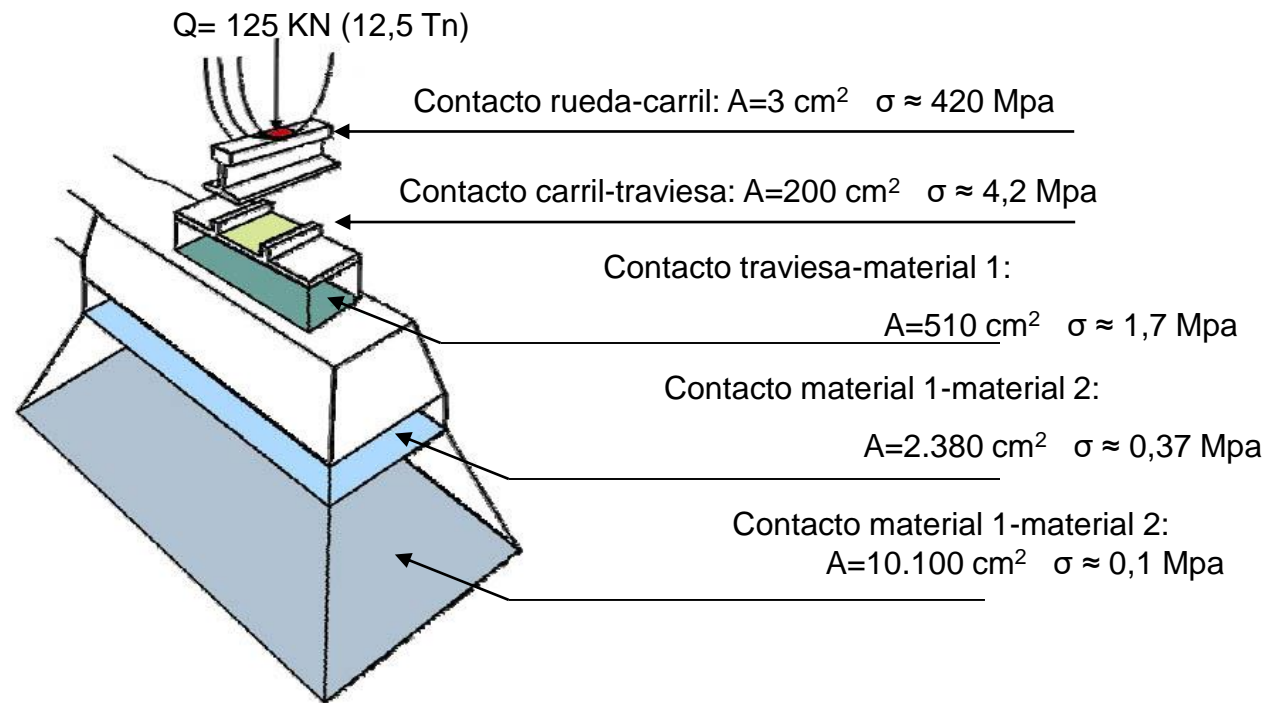 Q= 125 KN (12,5 Tn)
Contacto rueda-carril: A=3 cm² σ ≈ 420 Mpa
Contacto carril-traviesa: A=200 cm² σ ≈ 4,2 Mpa
Contacto traviesa-material 1:
A=510 cm² σ ≈ 1,7 Mpa
Contacto material 1-material 2:
A=2.380 cm² σ ≈ 0,37 Mpa
Contacto material 1-material 2:
A=10.100 cm² σ ≈ 0,1 Mpa